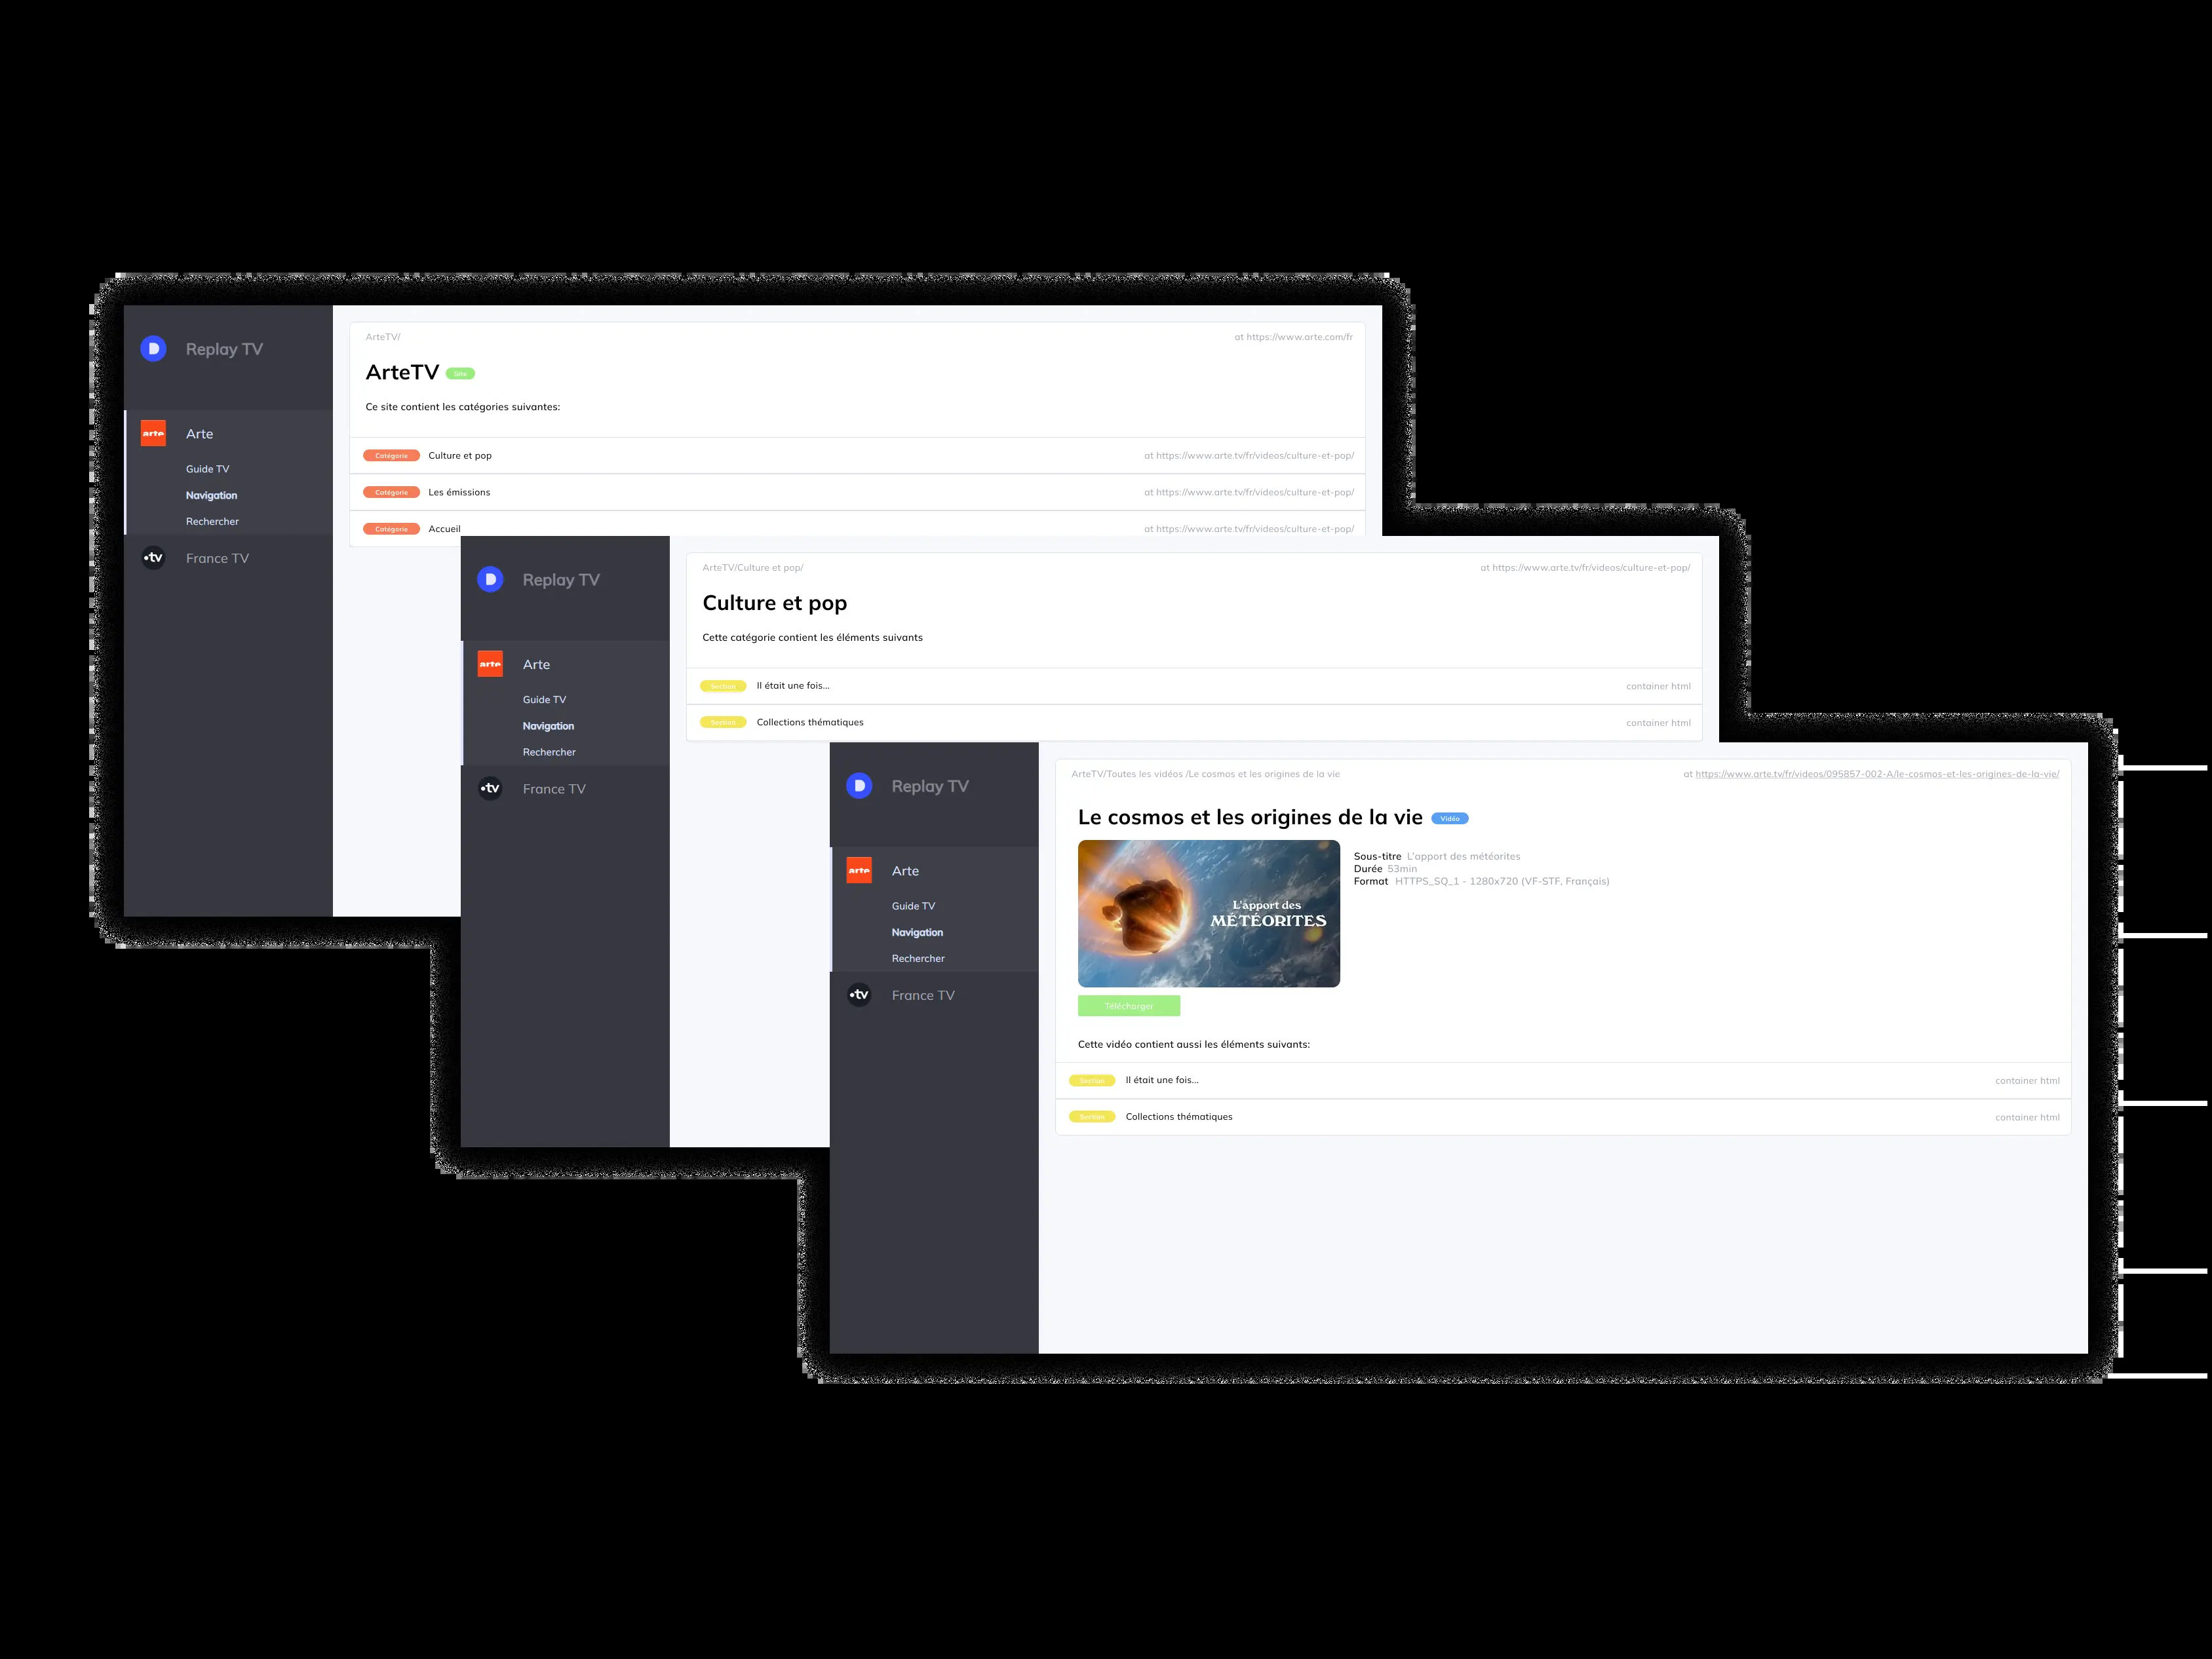 Replay TV
arte
Arte
Guide TV
Navigation
Rechercher
•tv
France TV
ArteTV/
at https://www.arte.com/fr
ArteTV Site
Ce site contient les catégories suivantes:
Catégorie Culture et pop at https://www.arte.tv/fr/videos/culture-et-pop/
Catégorie Les émissions at https://www.arte.tv/fr/videos/culture-et-pop/
Catégorie Accueil at https://www.arte.tv/fr/videos/culture-et-pop/
Replay TV
arte
Arte
Guide TV
Navigation
Rechercher
•tv
France TV
ArteTV/Culture et pop/
at https://www.arte.tv/fr/videos/culture-et-pop/
Culture et pop
Cette catégorie contient les éléments suivants
Section Il était une fois... container html
Section Collections thématiques container html
Replay TV
arte
Arte
Guide TV
Navigation
Rechercher
•tv
France TV
ArteTV/Toutes les vidéos /Le cosmos et les origines de la vie
at https://www.arte.tv/fr/videos/095857-002-A/le-cosmos-et-les-origines-de-la-vie/
Le cosmos et les origines de la vie Vidéo
L'apport des
MÉTÉORITES
Sous-titre L'apport des météorites
Durée 53min
Format HTTPS_SQ_1 - 1280x720 (VF-STF, Français)
Télécharger
Cette vidéo contient aussi les éléments suivants:
Section Il était une fois... container html
Section Collections thématiques container html